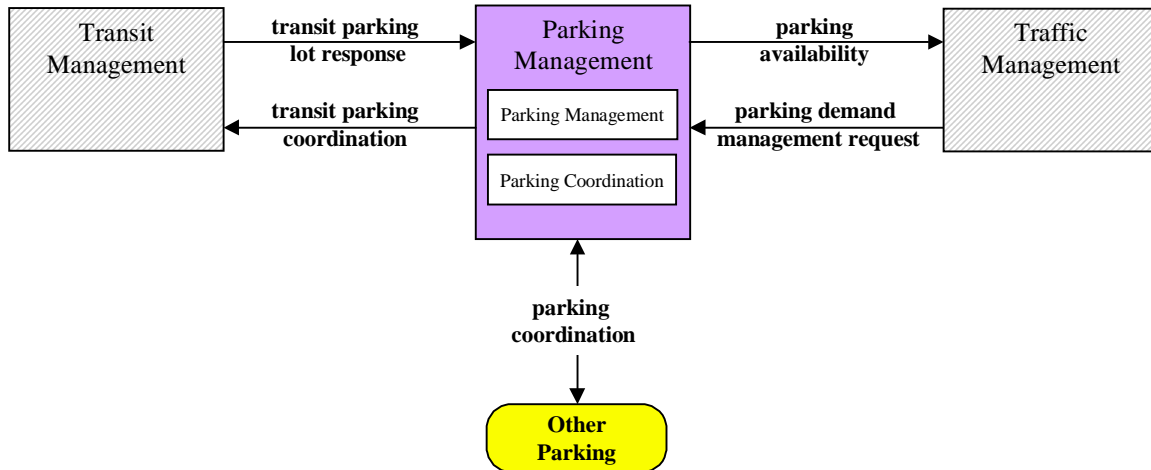 Transit
Management
transit parking
lot response
transit parking
coordination
Parking
Management
Parking Management
Parking Coordination
parking
availability
parking demand
management request
Traffic
Management
parking
coordination
Other
Parking